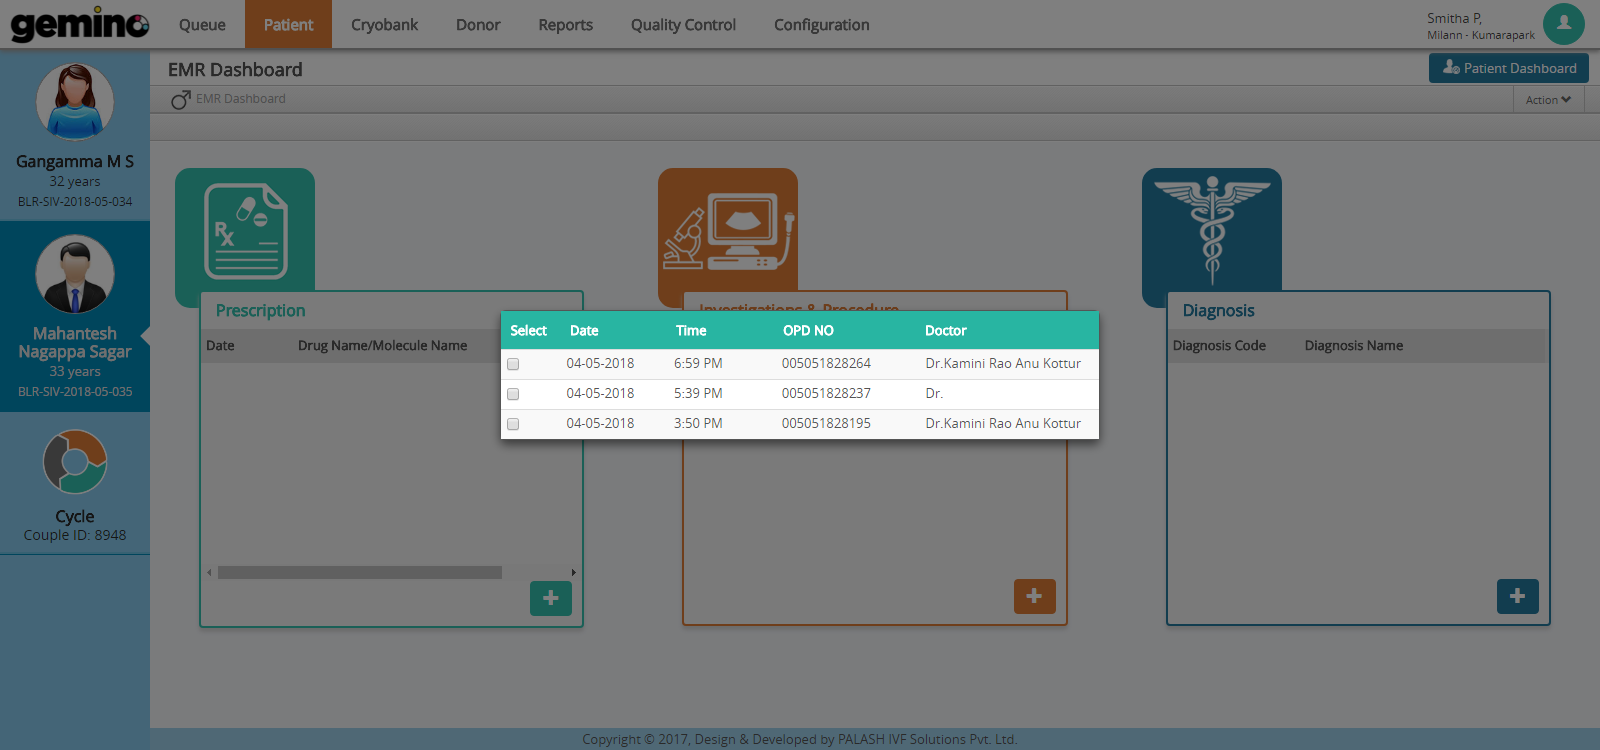 gemino
Queue Patient Cryobank Donor Reports Quality Control Configuration
Smitha P,
Milann - Kumarapark
EMR Dashboard
Patient Dashboard
EMR Dashboard
Action
Gangamma M S
32 years
BLR-SIV-2018-05-034
Mahantesh
Nagappa Sagar
33 years
BLR-SIV-2018-05-035
Cycle
Couple ID: 8948
Rx
Prescription
Date Drug Name/Molecule Name
Investigations & Procedure
Diagnosis
Diagnosis Code Diagnosis Name
Select Date Time OPD NO Doctor
04-05-2018 6:59 PM 005051828264 Dr.Kamini Rao Anu Kottur
04-05-2018 5:39 PM 005051828237 Dr.
04-05-2018 3:50 PM 005051828195 Dr.Kamini Rao Anu Kottur
Copyright © 2017, Design & Developed by PALASH IVF Solutions Pvt. Ltd.